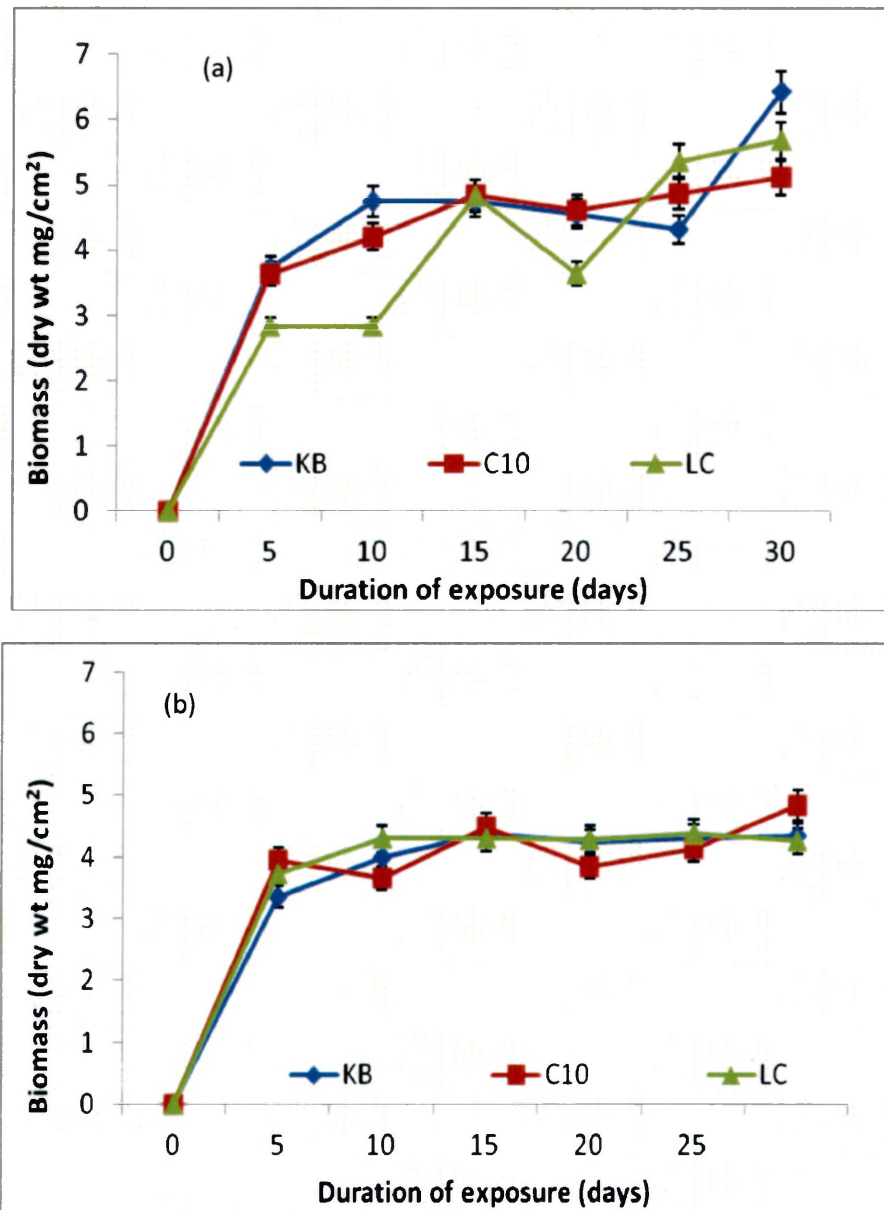 (a)
7
6
5
4
3
2
1
0
Biomass (dry wt mg/cm²)
KB C10 LC
0 5 10 15 20 25 30
Duration of exposure (days)
(b)
7
6
5
4
3
2
1
0
Biomass (dry wt mg/cm²)
KB C10 LC
0 5 10 15 20 25
Duration of exposure (days)